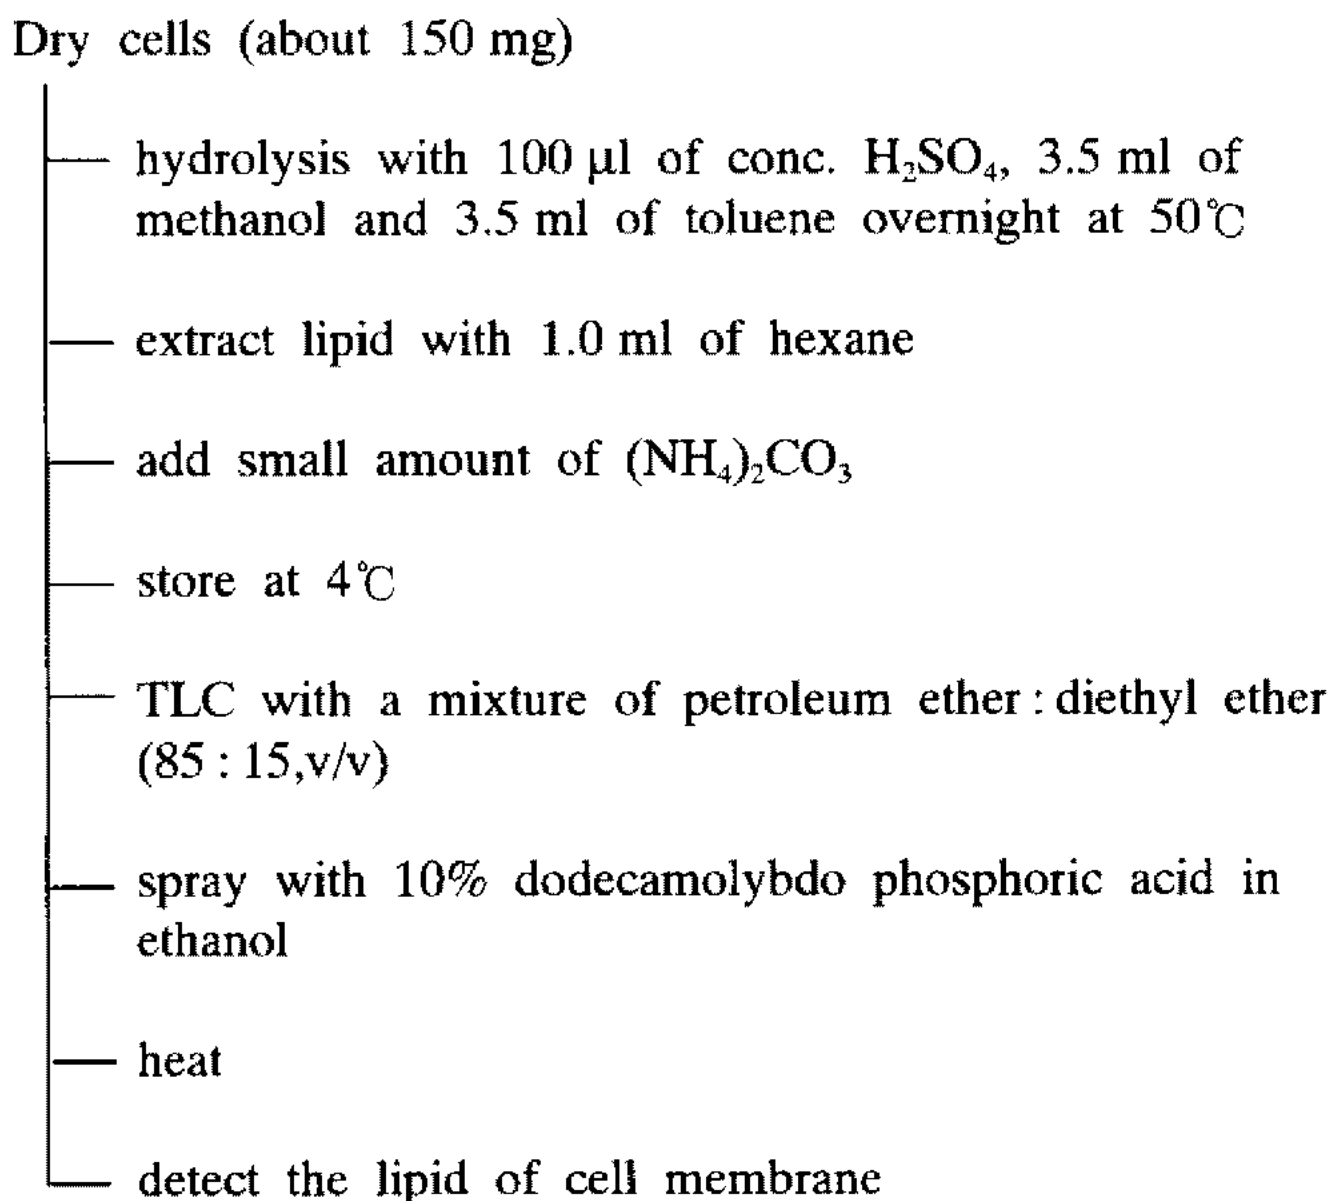 Dry cells (about 150 mg)
hydrolysis with 100 µl of conc. H₂SO₄, 3.5 ml of
methanol and 3.5 ml of toluene overnight at 50℃
extract lipid with 1.0 ml of hexane
add small amount of (NH₄)₂CO₃
store at 4℃
TLC with a mixture of petroleum ether : diethyl ether
(85 : 15,v/v)
spray with 10% dodecamolybdo phosphoric acid in
ethanol
heat
detect the lipid of cell membrane